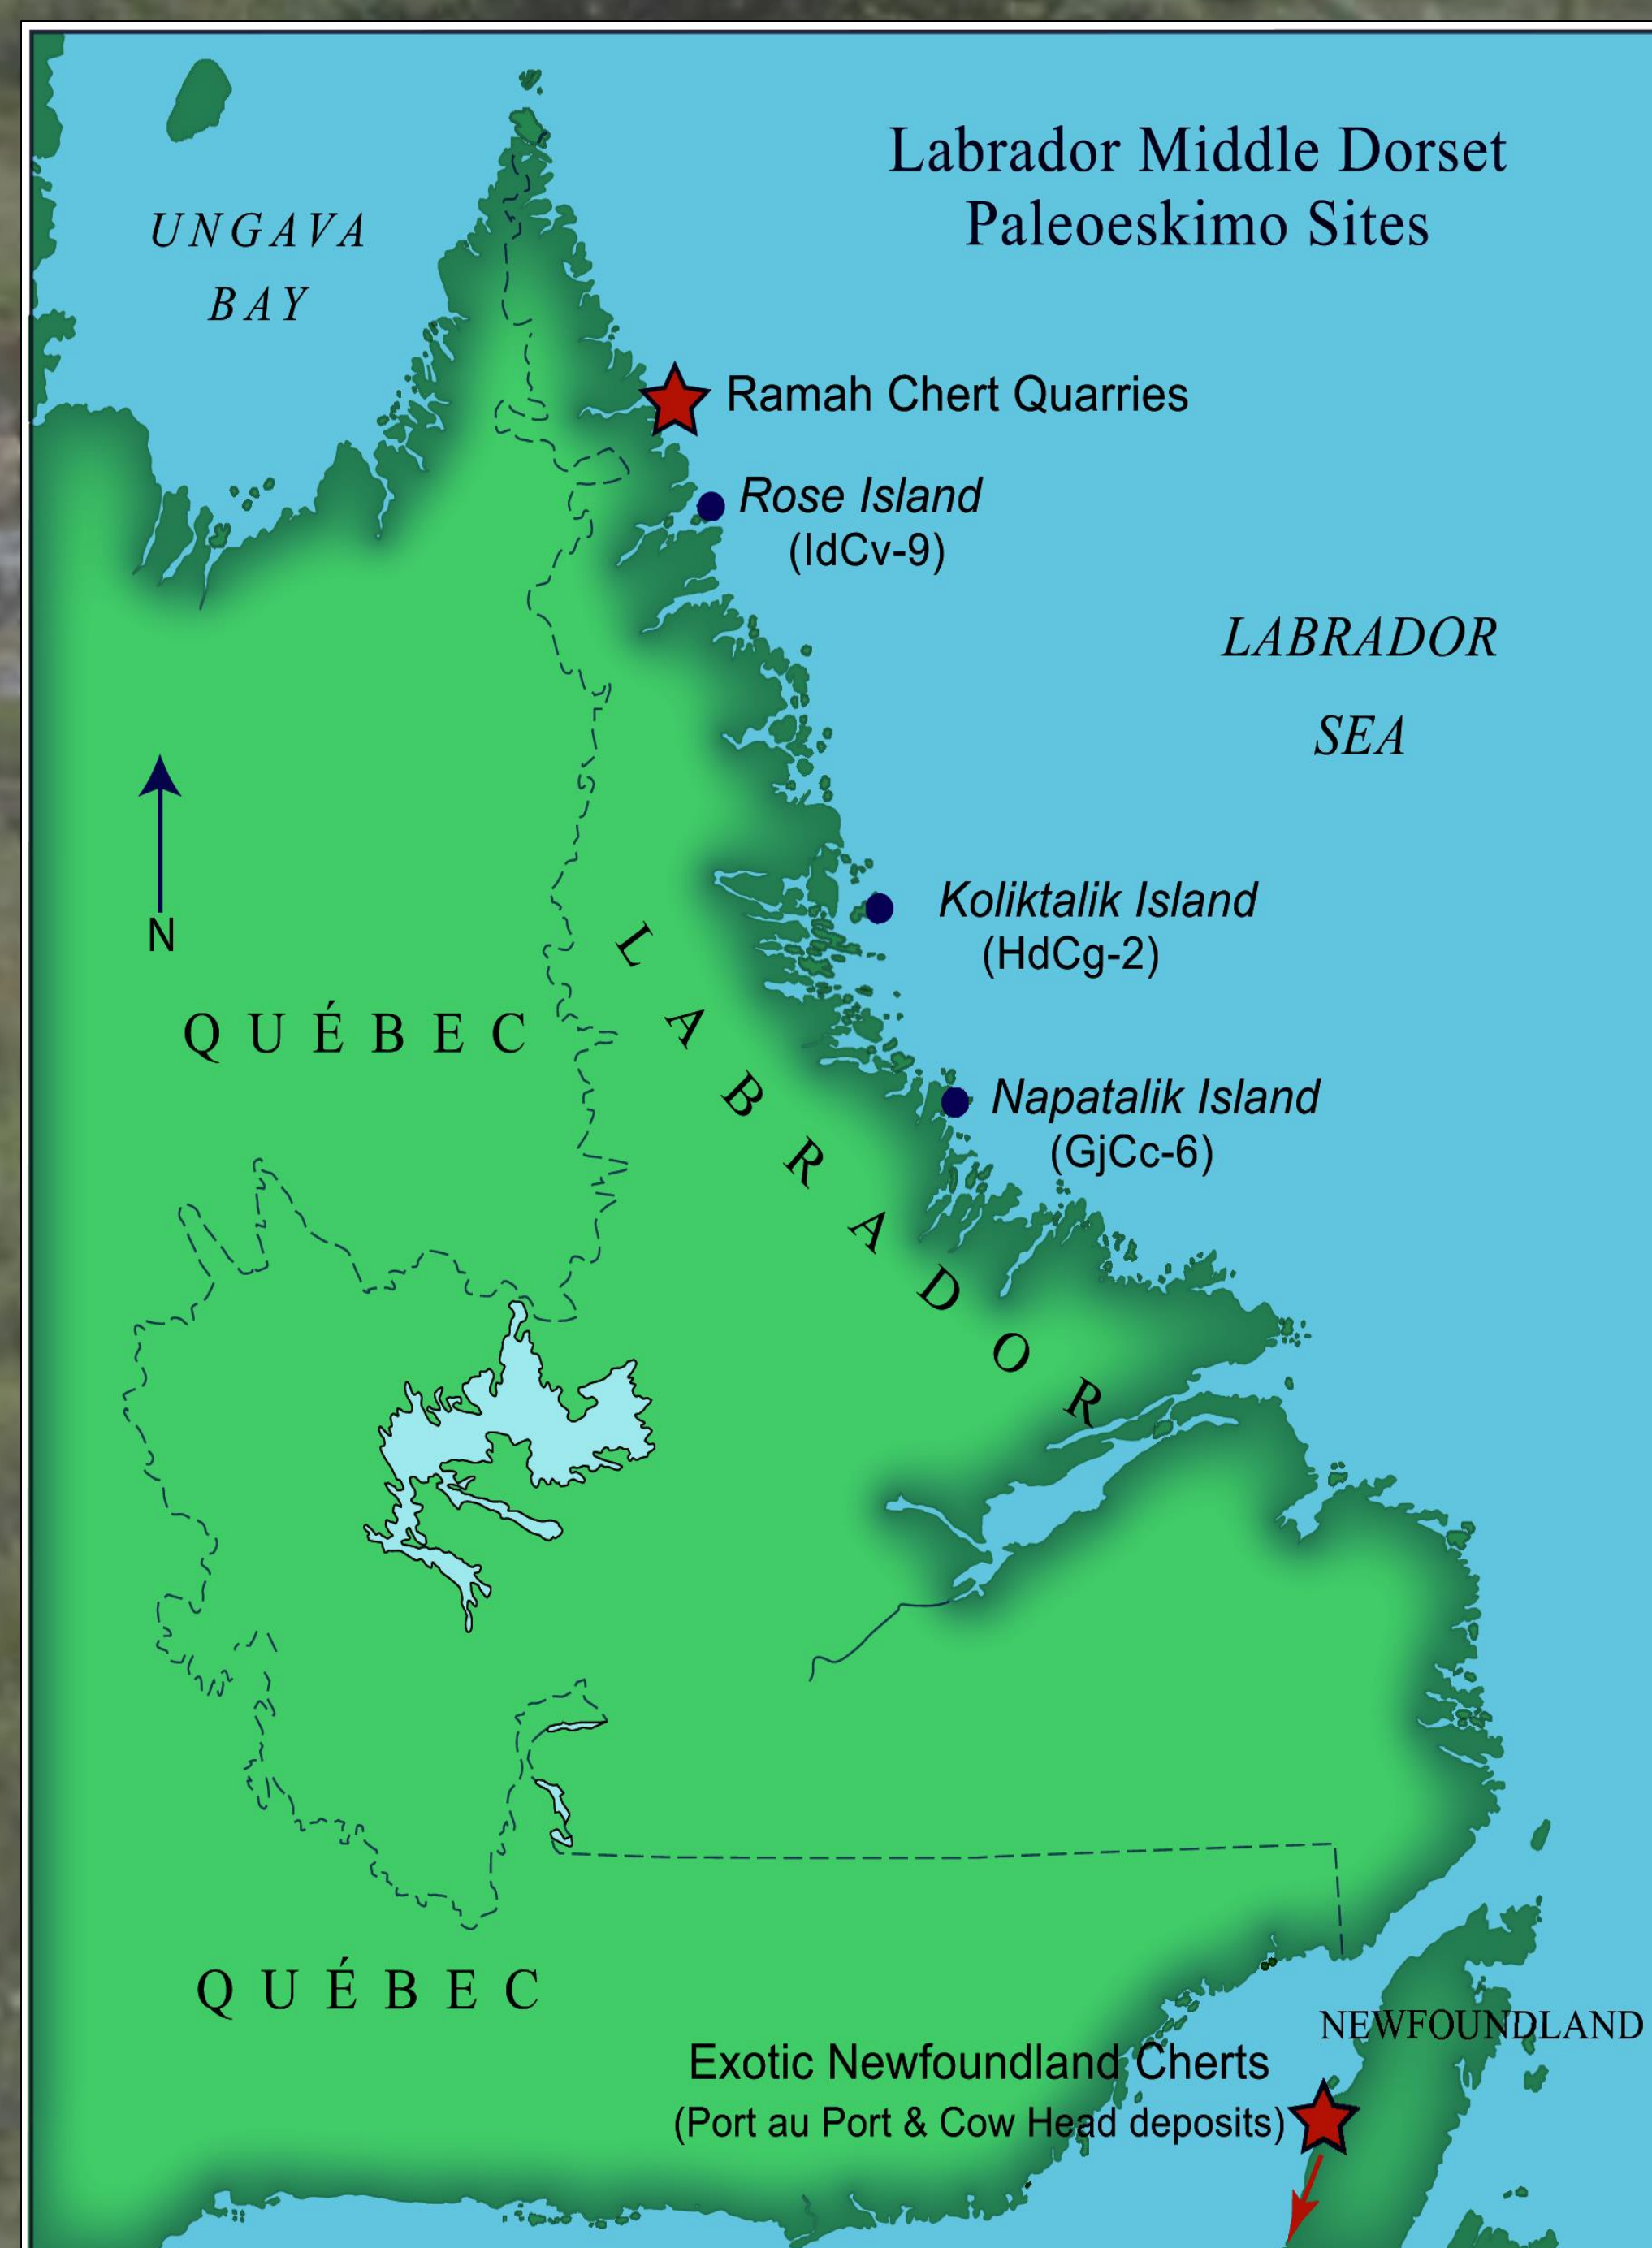 Labrador Middle Dorset
Paleoeskimo Sites
UNGAVA
BAY
Ramah Chert Quarries
Rose Island
(IdCv-9)
LABRADOR
SEA
Koliktalik Island
(HdCg-2)
N
LABRADOR
QUÉBEC
Napatalik Island
(GjCc-6)
QUÉBEC
NEWFOUNDLAND
Exotic Newfoundland Cherts
(Port au Port & Cow Head deposits)